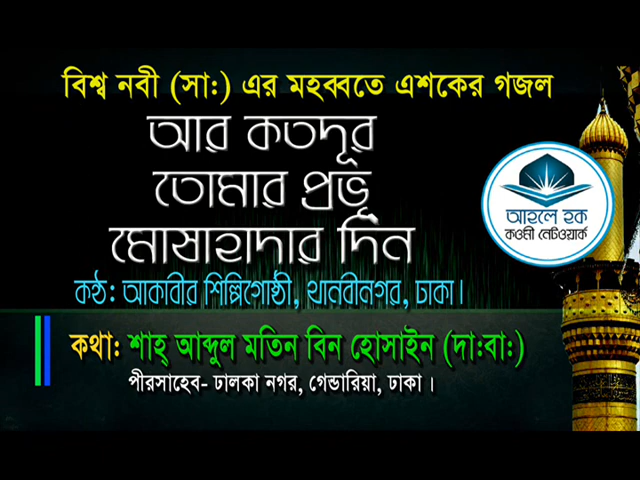 বিশ্ব নবী (সা:) এর মহব্বতে এশকের গজল
আর কতদূর
তোমার প্রভূ
মোষাহাদার দিন
আহলে হক
কওমী নেটওয়ার্ক
কণ্ঠ: আকাবীর শিল্পিগোষ্ঠী, থানবীনগর, ঢাকা।
কথা: শাহ্ আব্দুল মতিন বিন হোসাইন (দা:বা:)
পীরসাহেব- ঢালকা নগর, গেন্ডারিয়া, ঢাকা।